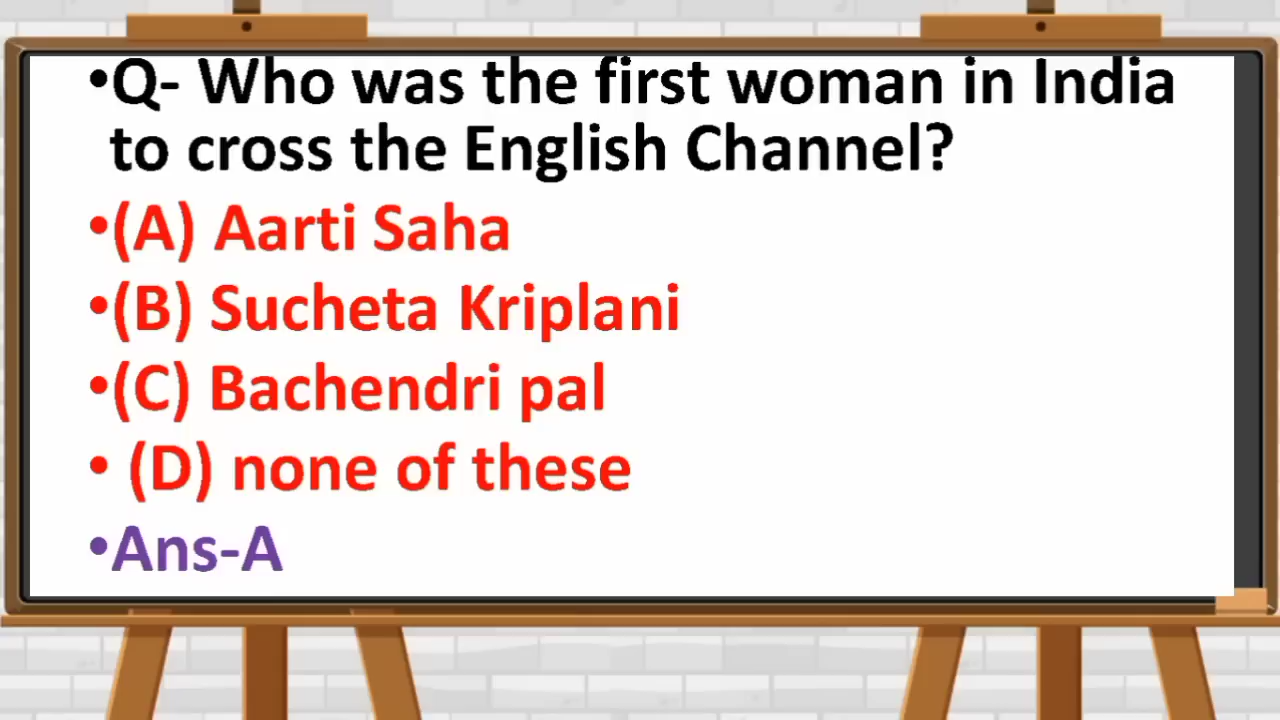 •Q- Who was the first woman in India
to cross the English Channel?
•(A) Aarti Saha
•(B) Sucheta Kriplani
•(C) Bachendri pal
• (D) none of these
•Ans-A